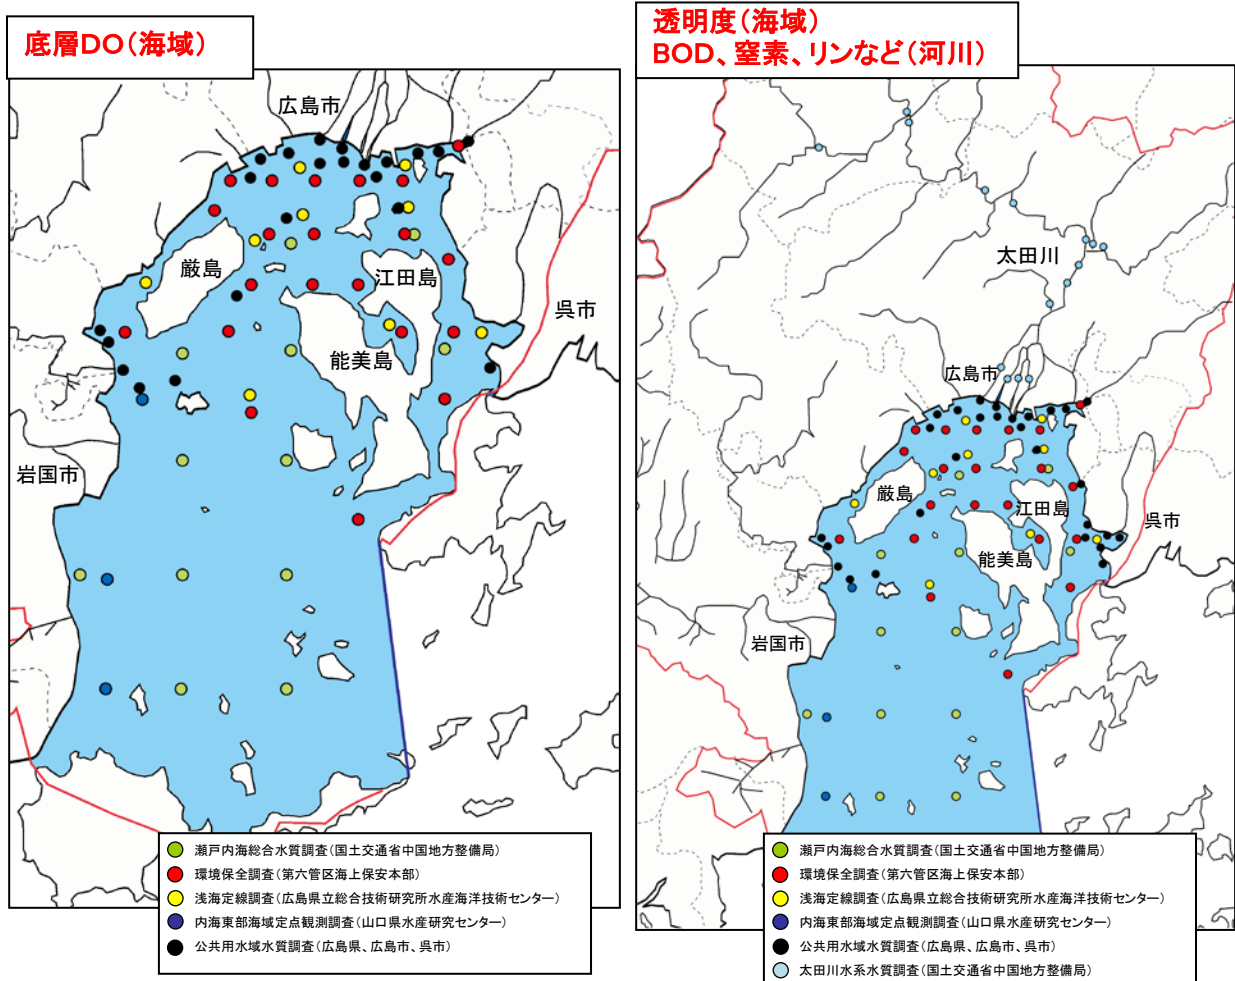 底層DO(海域)
広島市
厳島
江田島
呉市
能美島
岩国市
瀬戸内海総合水質調査(国土交通省中国地方整備局)
環境保全調査(第六管区海上保安本部)
浅海定線調査(広島県立総合技術研究所水産海洋技術センター)
内海東部海域定点観測調査(山口県水産研究センター)
公共用水域水質調査(広島県、広島市、呉市)
透明度(海域)
BOD、窒素、リンなど(河川)
太田川
広島市
厳島
江田島
呉市
能美島
岩国市
瀬戸内海総合水質調査(国土交通省中国地方整備局)
環境保全調査(第六管区海上保安本部)
浅海定線調査(広島県立総合技術研究所水産海洋技術センター)
内海東部海域定点観測調査(山口県水産研究センター)
公共用水域水質調査(広島県、広島市、呉市)
太田川水系水質調査(国土交通省中国地方整備局)